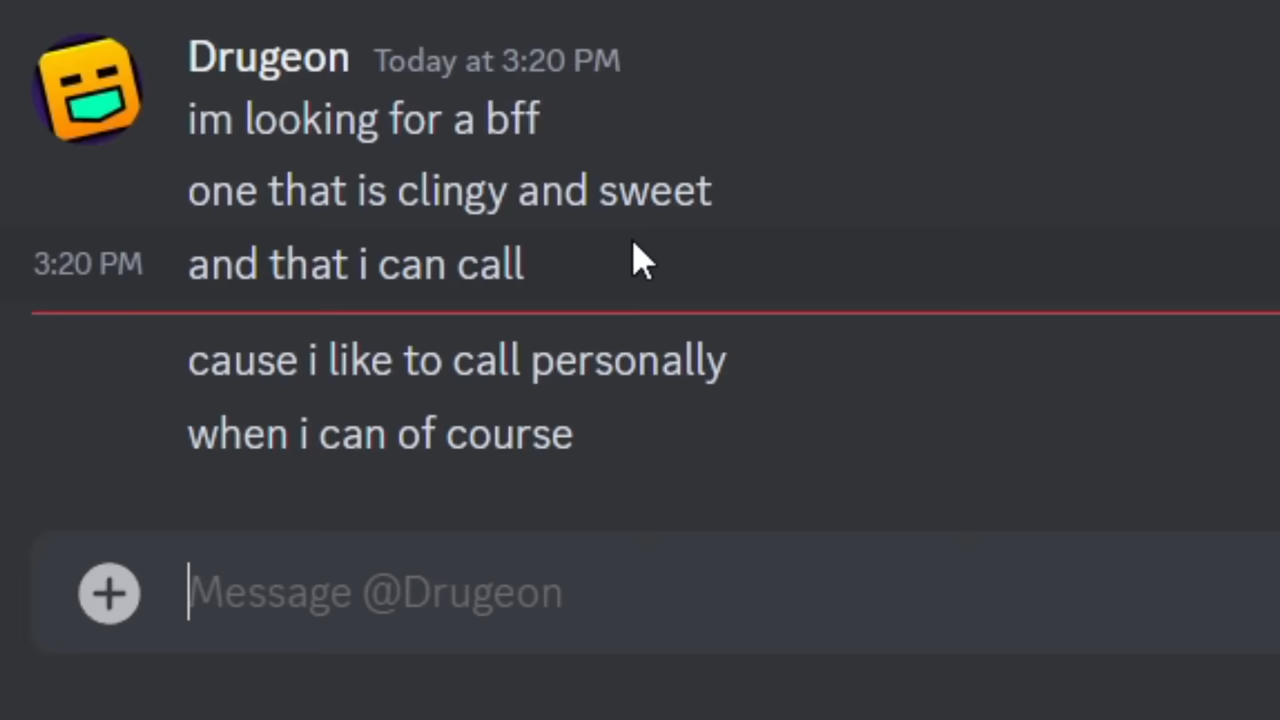 Drugeon Today at 3:20 PM
im looking for a bff
one that is clingy and sweet
3:20 PM and that i can call
cause i like to call personally
when i can of course
Message @Drugeon